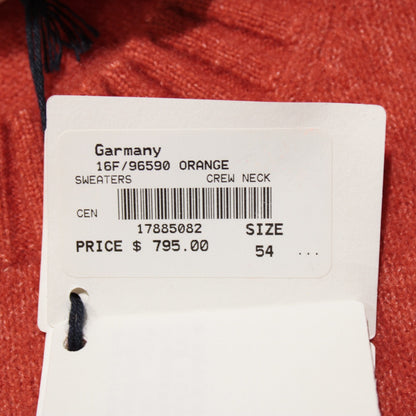 Garmany
16F/96590 ORANGE
SWEATERS CREW NECK
CEN
17885082 SIZE
PRICE $ 795.00 54 ...